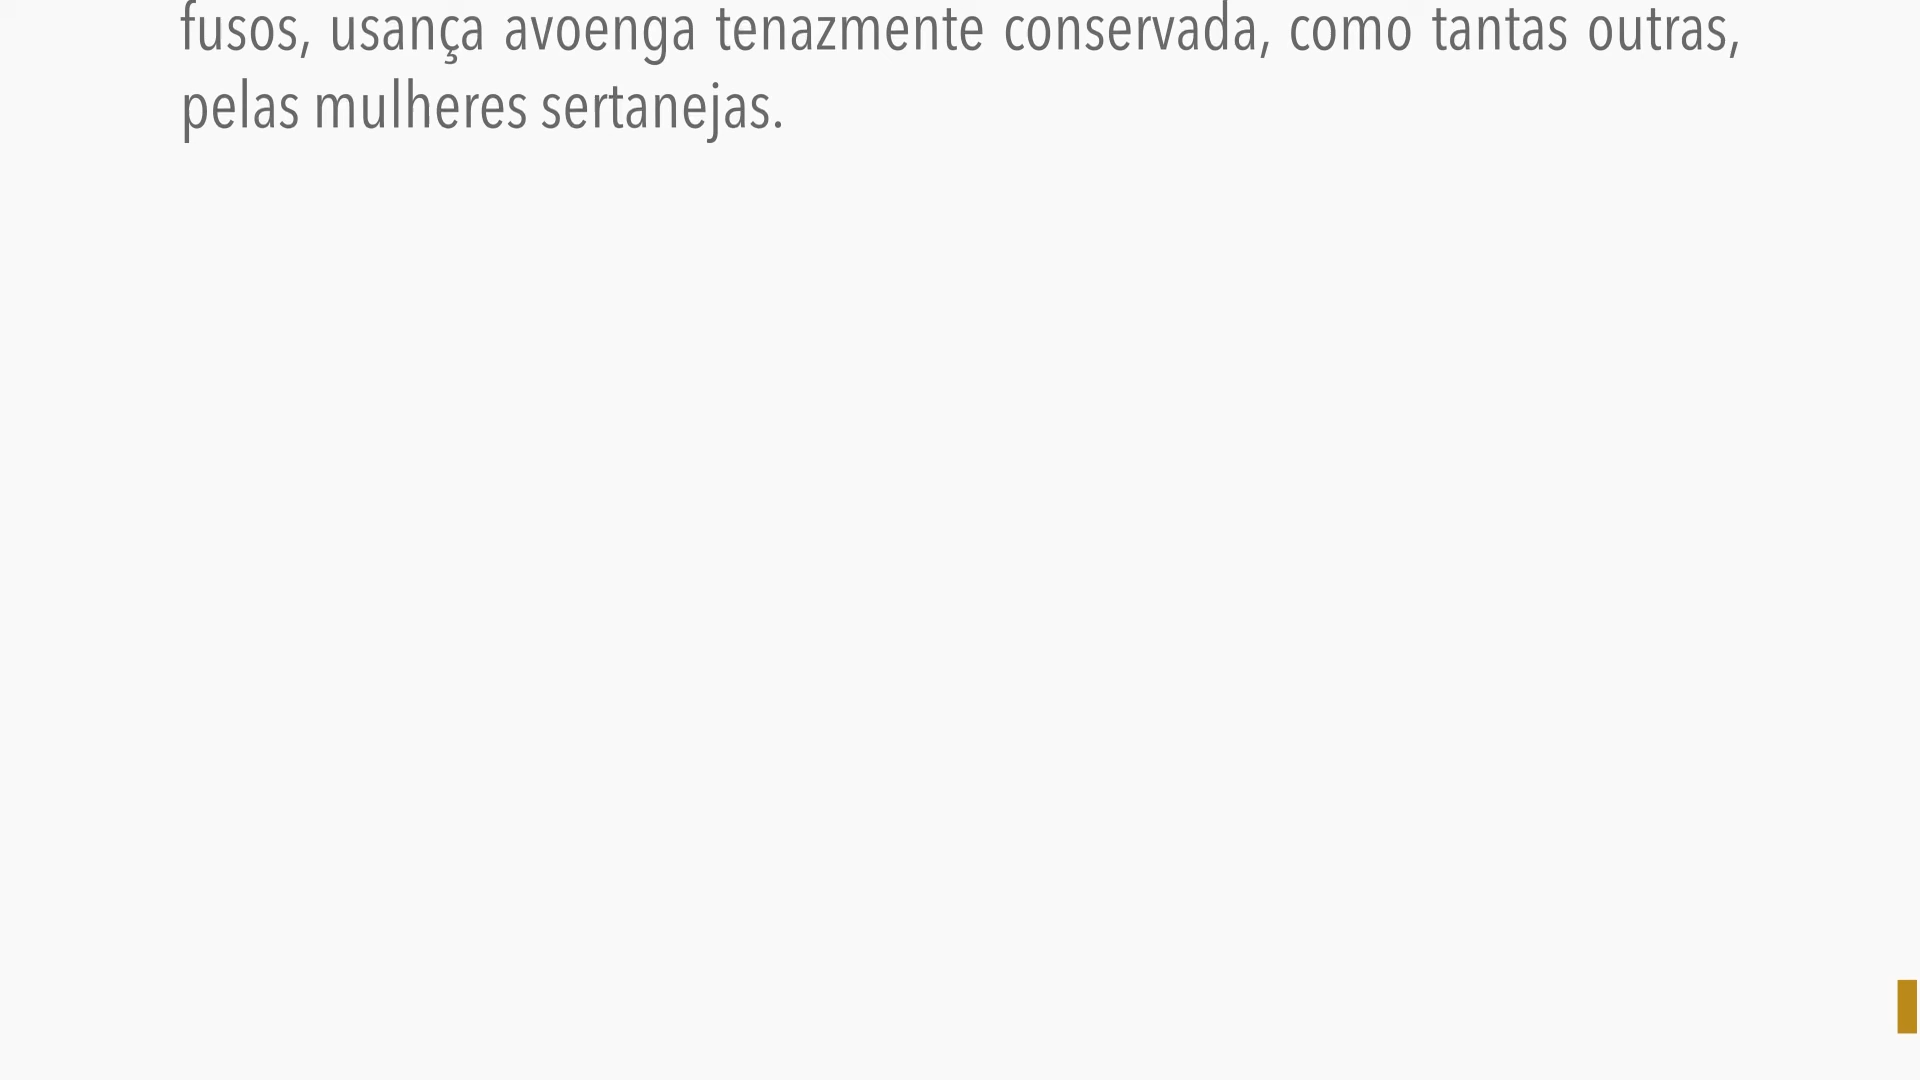 fusos, usança avoenga tenazmente conservada, como tantas outras,
pelas mulheres sertanejas.